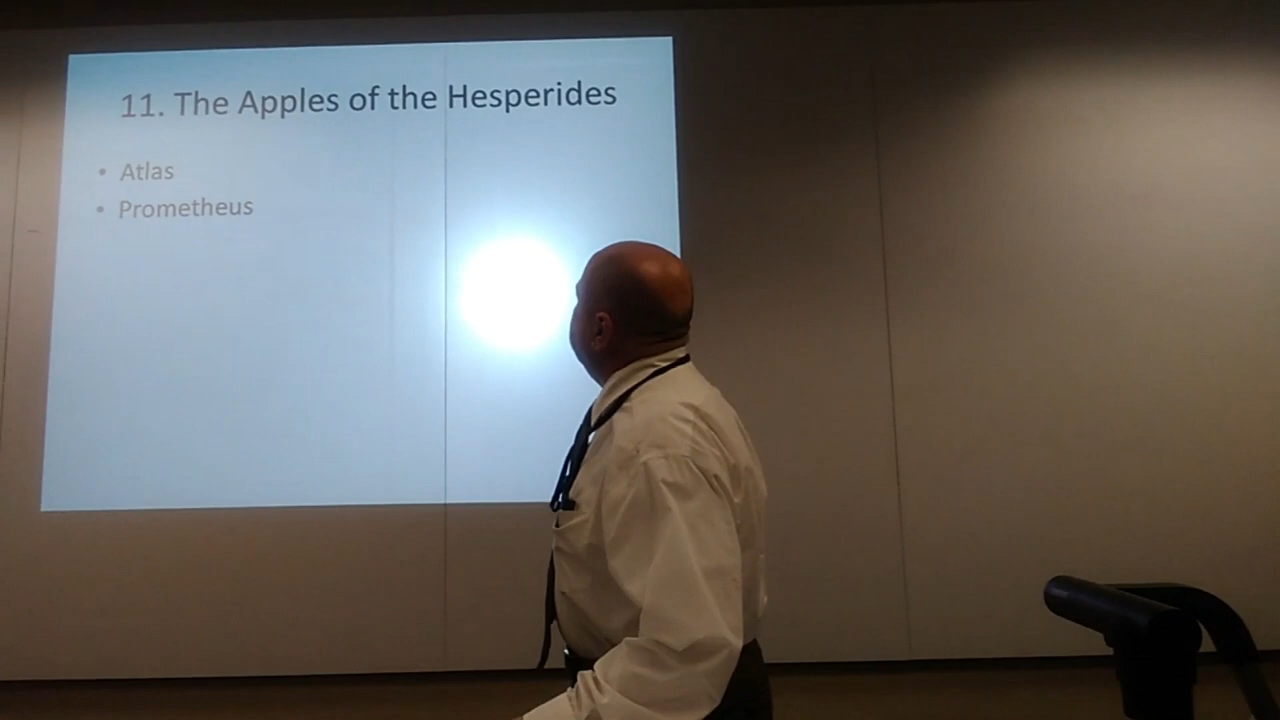 11. The Apples of the Hesperides
• Atlas
• Prometheus